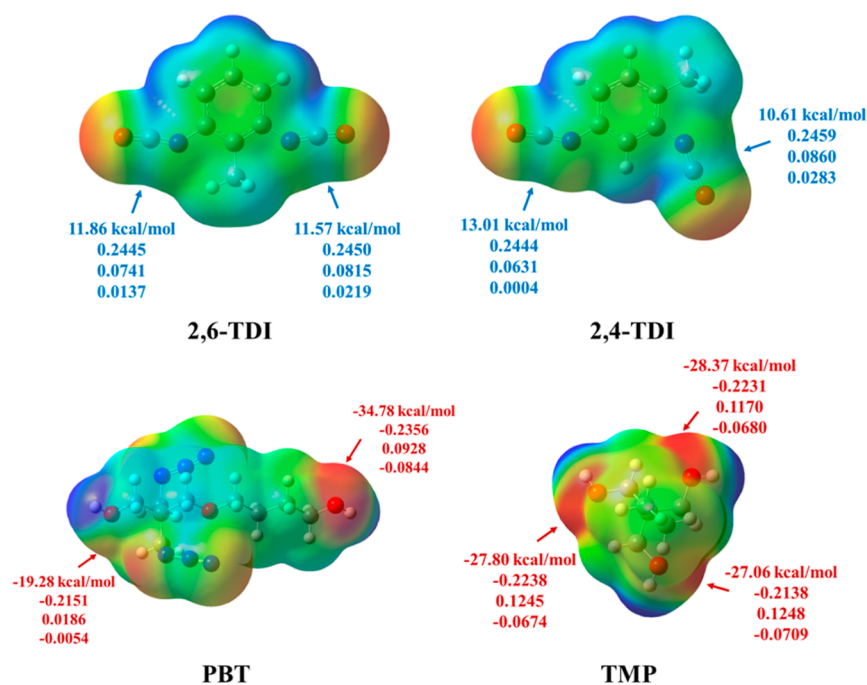 10.61 kcal/mol
0.2459
0.0860
0.0283
11.86 kcal/mol
0.2445
0.0741
0.0137
11.57 kcal/mol
0.2450
0.0815
0.0219
13.01 kcal/mol
0.2444
0.0631
0.0004
2,6-TDI
2,4-TDI
-34.78 kcal/mol
-0.2356
0.0928
-0.0844
-28.37 kcal/mol
-0.2231
0.1170
-0.0680
-19.28 kcal/mol
-0.2151
0.0186
-0.0054
-27.80 kcal/mol
-0.2238
0.1245
-0.0674
-27.06 kcal/mol
-0.2138
0.1248
-0.0709
PBT
TMP